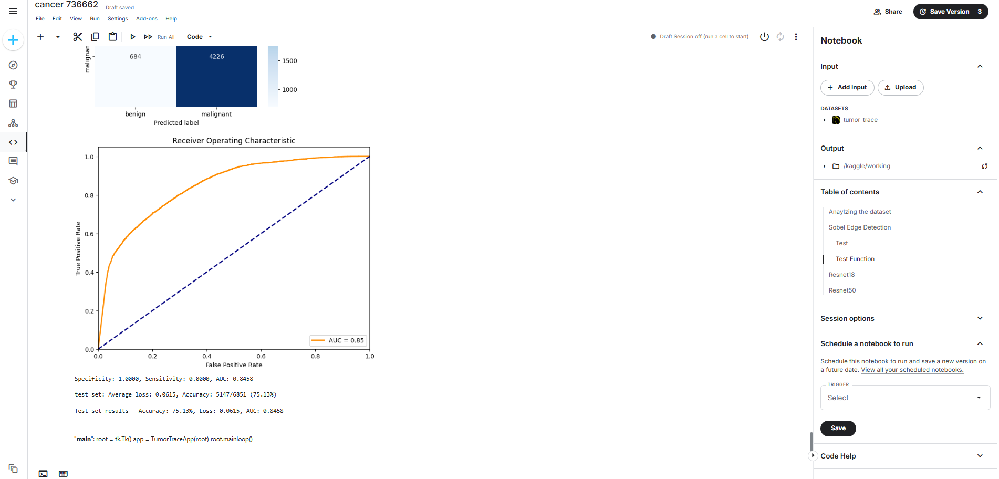 cancer 736662
Draft saved
File Edit View Run Settings Add-ons Help
Share
Save Version 3
Run All
Code
Draft Session off (run a cell to start)
malignan
684
4226
1500
1000
benign
malignant
Predicted label
Receiver Operating Characteristic
1.0
0.8
0.6
0.4
0.2
0.0
True Positive Rate
AUC = 0.85
0.0 0.2 0.4 0.6 0.8 1.0
False Positive Rate
Specificity: 1.0000, Sensitivity: 0.0000, AUC: 0.8458
test set: Average loss: 0.0615, Accuracy: 5147/6851 (75.13%)
Test set results - Accuracy: 75.13%, Loss: 0.0615, AUC: 0.8458
"main": root = tk.Tk() app = TumorTraceApp(root) root.mainloop()
Notebook
Input
Add Input
Upload
DATASETS
tumor-trace
Output
/kaggle/working
Table of contents
Anaylzing the dataset
Sobel Edge Detection
Test
Test Function
Resnet18
Resnet50
Session options
Schedule a notebook to run
Schedule this notebook to run and save a new version on
a future date. View all your scheduled notebooks.
TRIGGER
Select
Save
Code Help